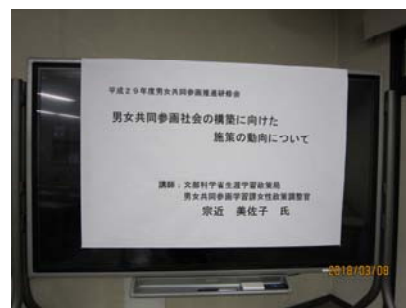 平成29年度男女共同参画推進研修会
男女共同参画社会の構築に向けた
施策の動向について
講師:文部科学省生涯学習政策局
男女共同参画学習課女性政策調整官
宗近 美佐子 氏
2018/03/08